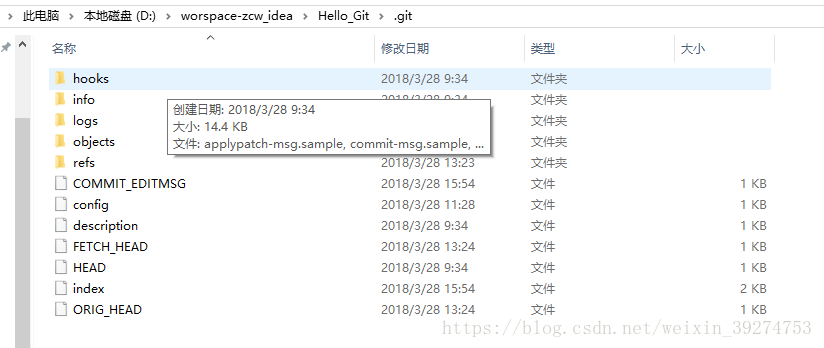 此电脑 › 本地磁盘 (D:) › worspace-zcw_idea › Hello_Git › .git
名称 修改日期 类型 大小
hooks 2018/3/28 9:34 文件夹
info 2018/3/28 9:34 文件夹
创建日期: 2018/3/28 9:34
logs 文件夹
大小: 14.4 KB
objects 文件夹
文件: applypatch-msg.sample, commit-msg.sample, ...
refs 2018/3/28 13:23 文件夹
COMMIT_EDITMSG 2018/3/28 15:54 文件 1 KB
config 2018/3/28 11:28 文件 1 KB
description 2018/3/28 9:34 文件 1 KB
FETCH_HEAD 2018/3/28 13:24 文件 1 KB
HEAD 2018/3/28 9:34 文件 1 KB
index 2018/3/28 15:54 文件 2 KB
ORIG_HEAD 2018/3/28 13:24 文件 1 KB
https://blog.csdn.net/weixin_39274753